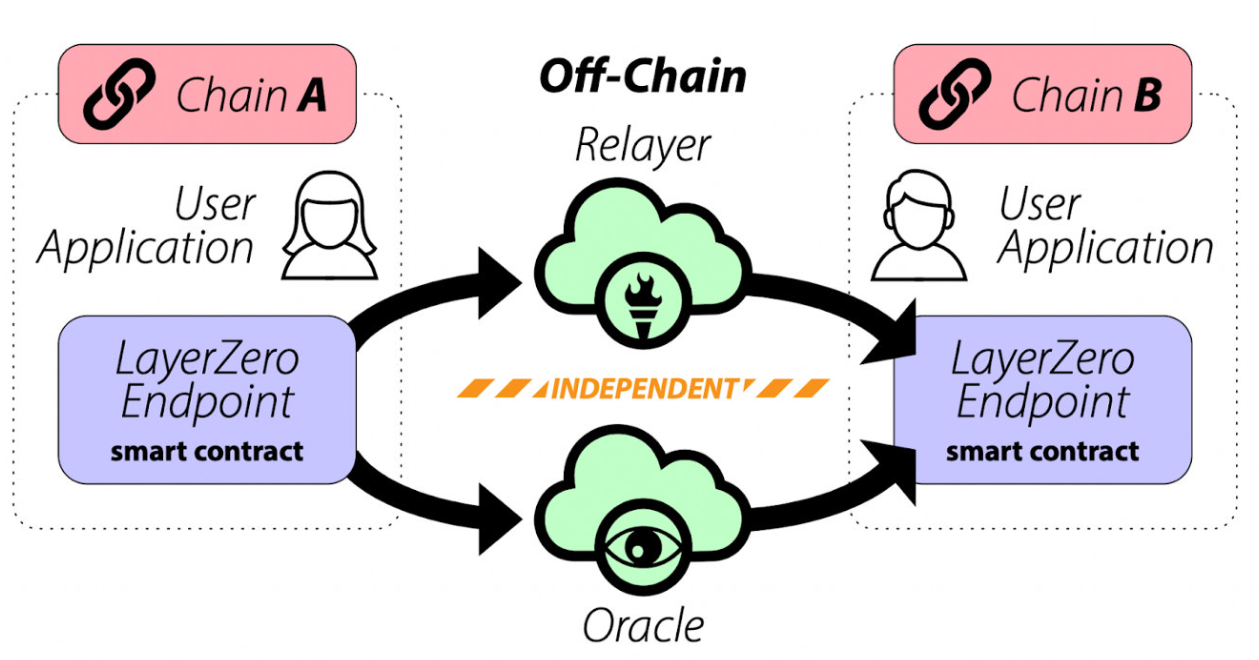 Chain A
User
Application
LayerZero
Endpoint
smart contract
Off-Chain
Relayer
INDEPENDENT
Oracle
Chain B
User
Application
LayerZero
Endpoint
smart contract